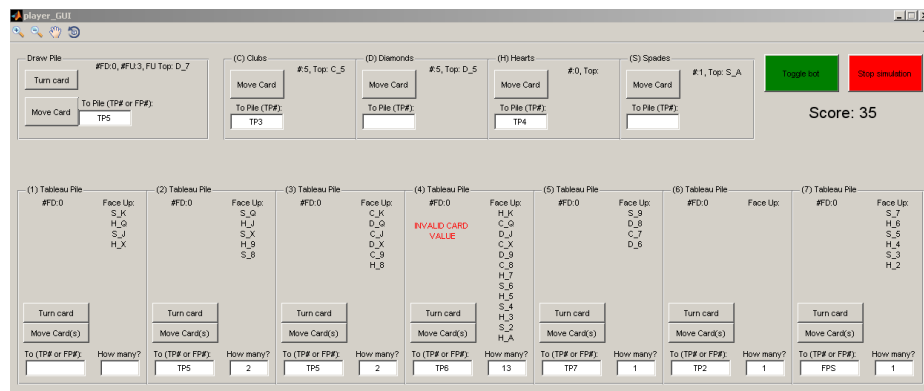 player_GUI
Draw Pile
#FD:0, #FU:3, FU Top: D_7
Turn card
Move Card
To Pile (TP# or FP#):
TP5
(C) Clubs
#:5, Top: C_5
Move Card
To Pile (TP#):
TP3
(D) Diamonds
#:5, Top: D_5
Move Card
To Pile (TP#):
(H) Hearts
#:0, Top:
Move Card
To Pile (TP#):
TP4
(S) Spades
#:1, Top: S_A
Move Card
To Pile (TP#):
Toggle bot
Stop simulation
Score: 35
(1) Tableau Pile
#FD:0
Face Up:
S_K
H_Q
S_J
H_X
Turn card
Move Card(s)
To (TP# or FP#):
How many?
(2) Tableau Pile
#FD:0
Face Up:
S_Q
H_J
S_X
H_9
S_8
Turn card
Move Card(s)
To (TP# or FP#):
How many?
TP5
2
(3) Tableau Pile
#FD:0
Face Up:
C_K
D_Q
C_J
D_X
C_9
H_8
Turn card
Move Card(s)
To (TP# or FP#):
How many?
TP5
2
(4) Tableau Pile
#FD:0
INVALID CARD
VALUE
Face Up:
H_K
C_Q
D_J
C_X
D_9
C_8
H_7
S_6
H_5
S_4
H_3
S_2
H_A
Turn card
Move Card(s)
To (TP# or FP#):
How many?
TP6
13
(5) Tableau Pile
#FD:0
Face Up:
S_9
D_8
C_7
D_6
Turn card
Move Card(s)
To (TP# or FP#):
How many?
TP7
1
(6) Tableau Pile
#FD:0
Face Up:
Turn card
Move Card(s)
To (TP# or FP#):
How many?
TP2
1
(7) Tableau Pile
#FD:0
Face Up:
S_7
H_6
S_5
H_4
S_3
H_2
Turn card
Move Card(s)
To (TP# or FP#):
How many?
FPS
1